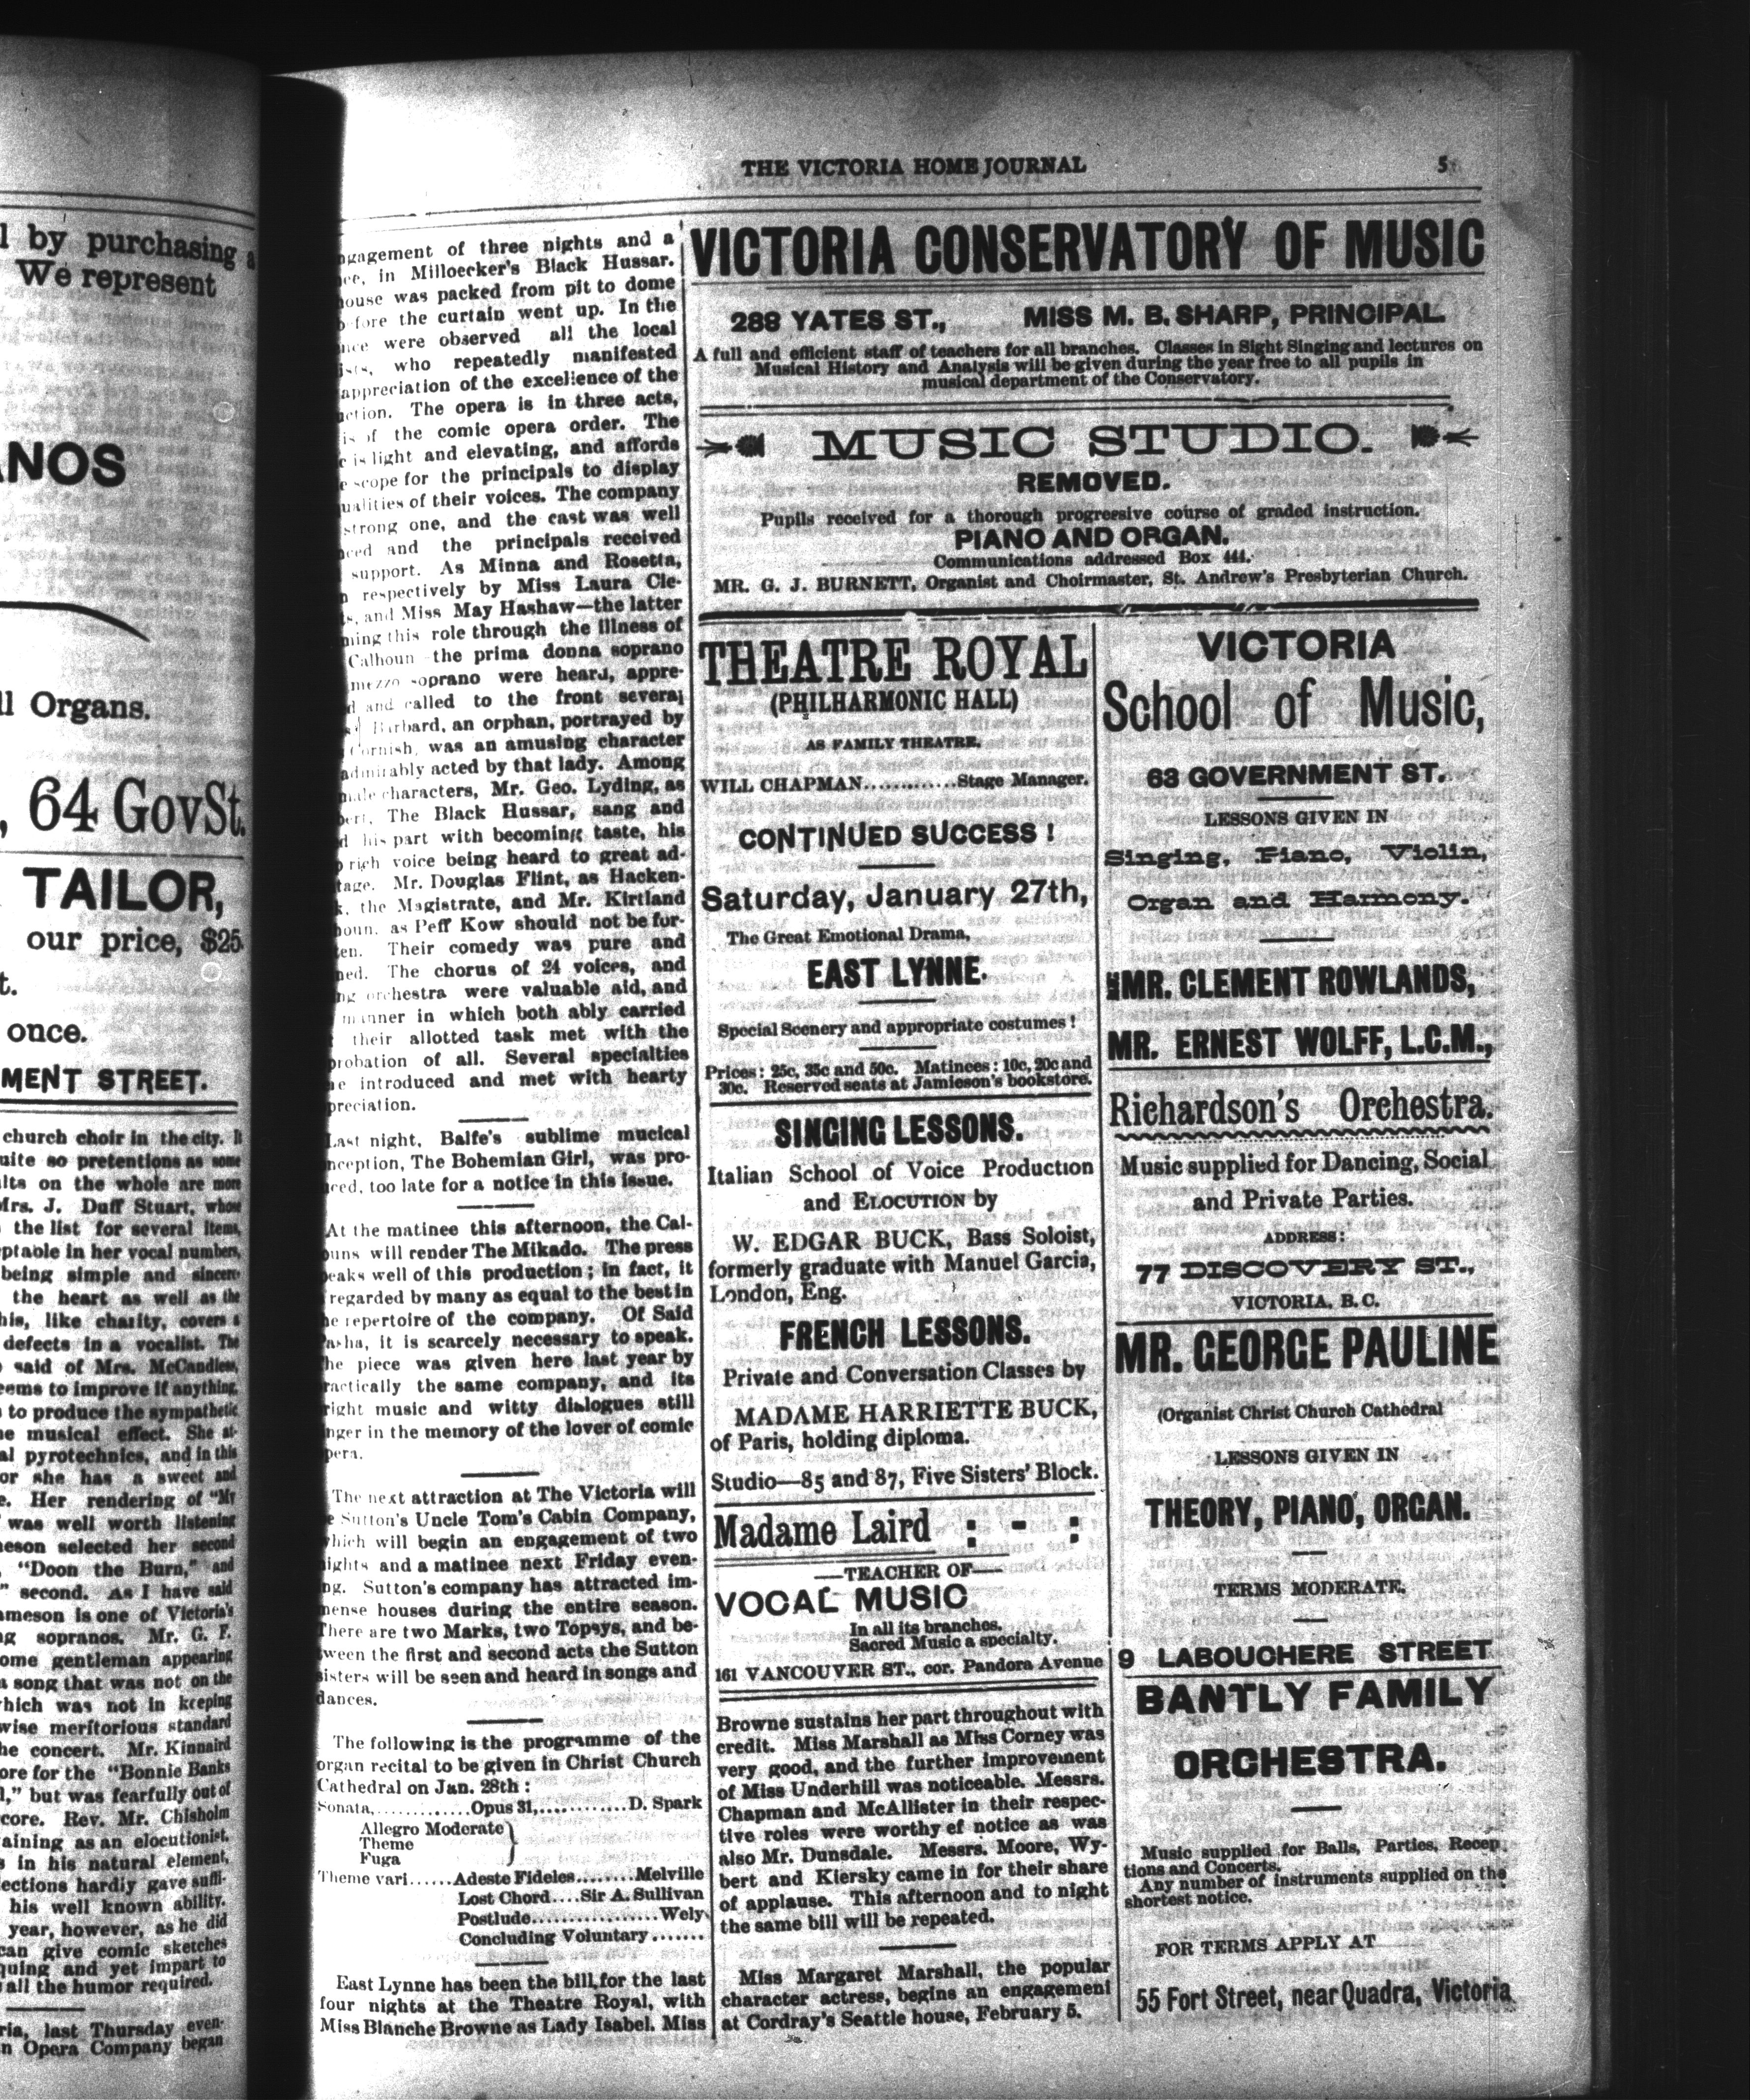 l by purchasing a
We represent
NOS
ll Organs.
, 64 GovSt.
TAILOR,
our price, $25
t.
once.
MENT STREET.
church choir in the city. It
uite so pretentions as some
lts on the whole are more
Mrs. J. Duff Stuart, whose
the list for several items,
ptable in her vocal numbers,
being simple and sincere
the heart as well as the
his, like charity, covers a
defects in a vocalist. The
said of Mrs. McCandless,
eems to improve if anything,
to produce the sympathetic
ne musical effect. She at-
al pyrotechnics, and in this
or she has a sweet and
e. Her rendering of "My
was well worth listening
neson selected her second
"Doon the Burn," and
" second. As I have said
ameson is one of Victoria's
ng sopranos. Mr. G. F.
ome gentleman appearing
a song that was not on the
which was not in keeping
wise meritorious standard
he concert. Mr. Kinnaird
ore for the "Bonnie Banks
l," but was fearfully out of
core. Rev. Mr. Chisholm
aining as an elocutionist.
s in his natural element,
ections hardly gave suffi-
his well known ability.
year, however, as he did
can give comic sketches
quing and yet impart to
all the humor required.
ria, last Thursday even-
n Opera Company began
THE VICTORIA HOME JOURNAL
5
ngagement of three nights and a
ce, in Milloecker's Black Hussar.
house was packed from pit to dome
fore the curtain went up. In the
nce were observed all the local
ists, who repeatedly manifested
appreciation of the excellence of the
ction. The opera is in three acts,
is of the comic opera order. The
c is light and elevating, and affords
e scope for the principals to display
ualities of their voices. The company
strong one, and the cast was well
nced and the principals received
support. As Minna and Rosetta,
n respectively by Miss Laura Cle-
ts, and Miss May Hashaw—the latter
ming this role through the illness of
Calhoun -the prima donna soprano
mezzo soprano were heard, appre-
d and called to the front several
Barbard, an orphan, portrayed by
Cornish, was an amusing character
admirably acted by that lady. Among
male characters, Mr. Geo. Lyding, as
bert, The Black Hussar, sang and
d his part with becoming taste, his
rich voice being heard to great ad-
tage. Mr. Douglas Flint, as Hacken-
k, the Magistrate, and Mr. Kirtland
houn, as Peff Kow should not be for-
ten. Their comedy was pure and
ned. The chorus of 24 voices, and
ng orchestra were valuable aid, and
manner in which both ably carried
their allotted task met with the
probation of all. Several specialties
e introduced and met with hearty
preciation.
Last night, Balfe's sublime mucical
nception, The Bohemian Girl, was pro-
uced, too late for a notice in this issue.
At the matinee this afternoon, the Cal-
ouns will render The Mikado. The press
peaks well of this production; in fact, it
regarded by many as equal to the best in
he repertoire of the company. Of Said
Pasha, it is scarcely necessary to speak.
The piece was given here last year by
ractically the same company, and its
right music and witty dialogues still
nger in the memory of the lover of comic
pera.
The next attraction at The Victoria will
e Sutton's Uncle Tom's Cabin Company,
which will begin an engagement of two
nights and a matinee next Friday even-
ng. Sutton's company has attracted im-
mense houses during the entire season.
There are two Marks, two Topsys, and be-
tween the first and second acts the Sutton
sisters will be seen and heard in songs and
dances.
The following is the programme of the
organ recital to be given in Christ Church
Cathedral on Jan. 28th:
Sonata,.............Opus 31,............D. Spark
Allegro Moderate
Theme
Fuga
Theme vari......Adeste Fideles........Melville
Lost Chord....Sir A. Sullivan
Postlude.................Wely
Concluding Voluntary.......
East Lynne has been the bill for the last
four nights at the Theatre Royal, with
Miss Blanche Browne as Lady Isabel. Miss
VICTORIA CONSERVATORY OF MUSIC
288 YATES ST., MISS M. B. SHARP, PRINCIPAL.
A full and efficient staff of teachers for all branches. Classes in Sight Singing and lectures on
Musical History and Analysis will be given during the year free to all pupils in
musical department of the Conservatory.
MUSIC STUDIO.
REMOVED.
Pupils received for a thorough progressive course of graded instruction.
PIANO AND ORGAN.
Communications addressed Box 444.
MR. G. J. BURNETT, Organist and Choirmaster, St. Andrew's Presbyterian Church.
THEATRE ROYAL
(PHILHARMONIC HALL)
AS FAMILY THEATRE.
WILL CHAPMAN............Stage Manager.
CONTINUED SUCCESS!
Saturday, January 27th,
The Great Emotional Drama,
EAST LYNNE.
Special Scenery and appropriate costumes!
Prices: 25c, 35c and 50c. Matinees: 10c, 20c and
30c. Reserved seats at Jamieson's bookstore.
SINGING LESSONS.
Italian School of Voice Production
and ELOCUTION by
W. EDGAR BUCK, Bass Soloist,
formerly graduate with Manuel Garcia,
London, Eng.
FRENCH LESSONS.
Private and Conversation Classes by
MADAME HARRIETTE BUCK,
of Paris, holding diploma.
Studio—85 and 87, Five Sisters' Block.
Madame Laird : - :
—TEACHER OF—
VOCAL MUSIC
In all its branches.
Sacred Music a specialty.
161 VANCOUVER ST., cor. Pandora Avenue
Browne sustains her part throughout with
credit. Miss Marshall as Miss Corney was
very good, and the further improvement
of Miss Underhill was noticeable. Messrs.
Chapman and McAllister in their respec-
tive roles were worthy ef notice as was
also Mr. Dunsdale. Messrs. Moore, Wy-
bert and Kiersky came in for their share
of applause. This afternoon and to night
the same bill will be repeated.
Miss Margaret Marshall, the popular
character actress, begins an engagement
at Cordray's Seattle house, February 5.
VICTORIA
School of Music,
63 GOVERNMENT ST.
LESSONS GIVEN IN
Singing, Piano, Violin,
Organ and Harmony.
MR. CLEMENT ROWLANDS,
MR. ERNEST WOLFF, L.C.M.,
Richardson's Orchestra.
Music supplied for Dancing, Social
and Private Parties.
ADDRESS:
77 DISCOVERY ST.,
VICTORIA, B.C.
MR. GEORGE PAULINE
(Organist Christ Church Cathedral
LESSONS GIVEN IN
THEORY, PIANO, ORGAN.
TERMS MODERATE.
9 LABOUCHERE STREET
BANTLY FAMILY
ORCHESTRA.
Music supplied for Balls, Parties, Recep
tions and Concerts.
Any number of instruments supplied on the
shortest notice.
FOR TERMS APPLY AT
55 Fort Street, near Quadra, Victoria